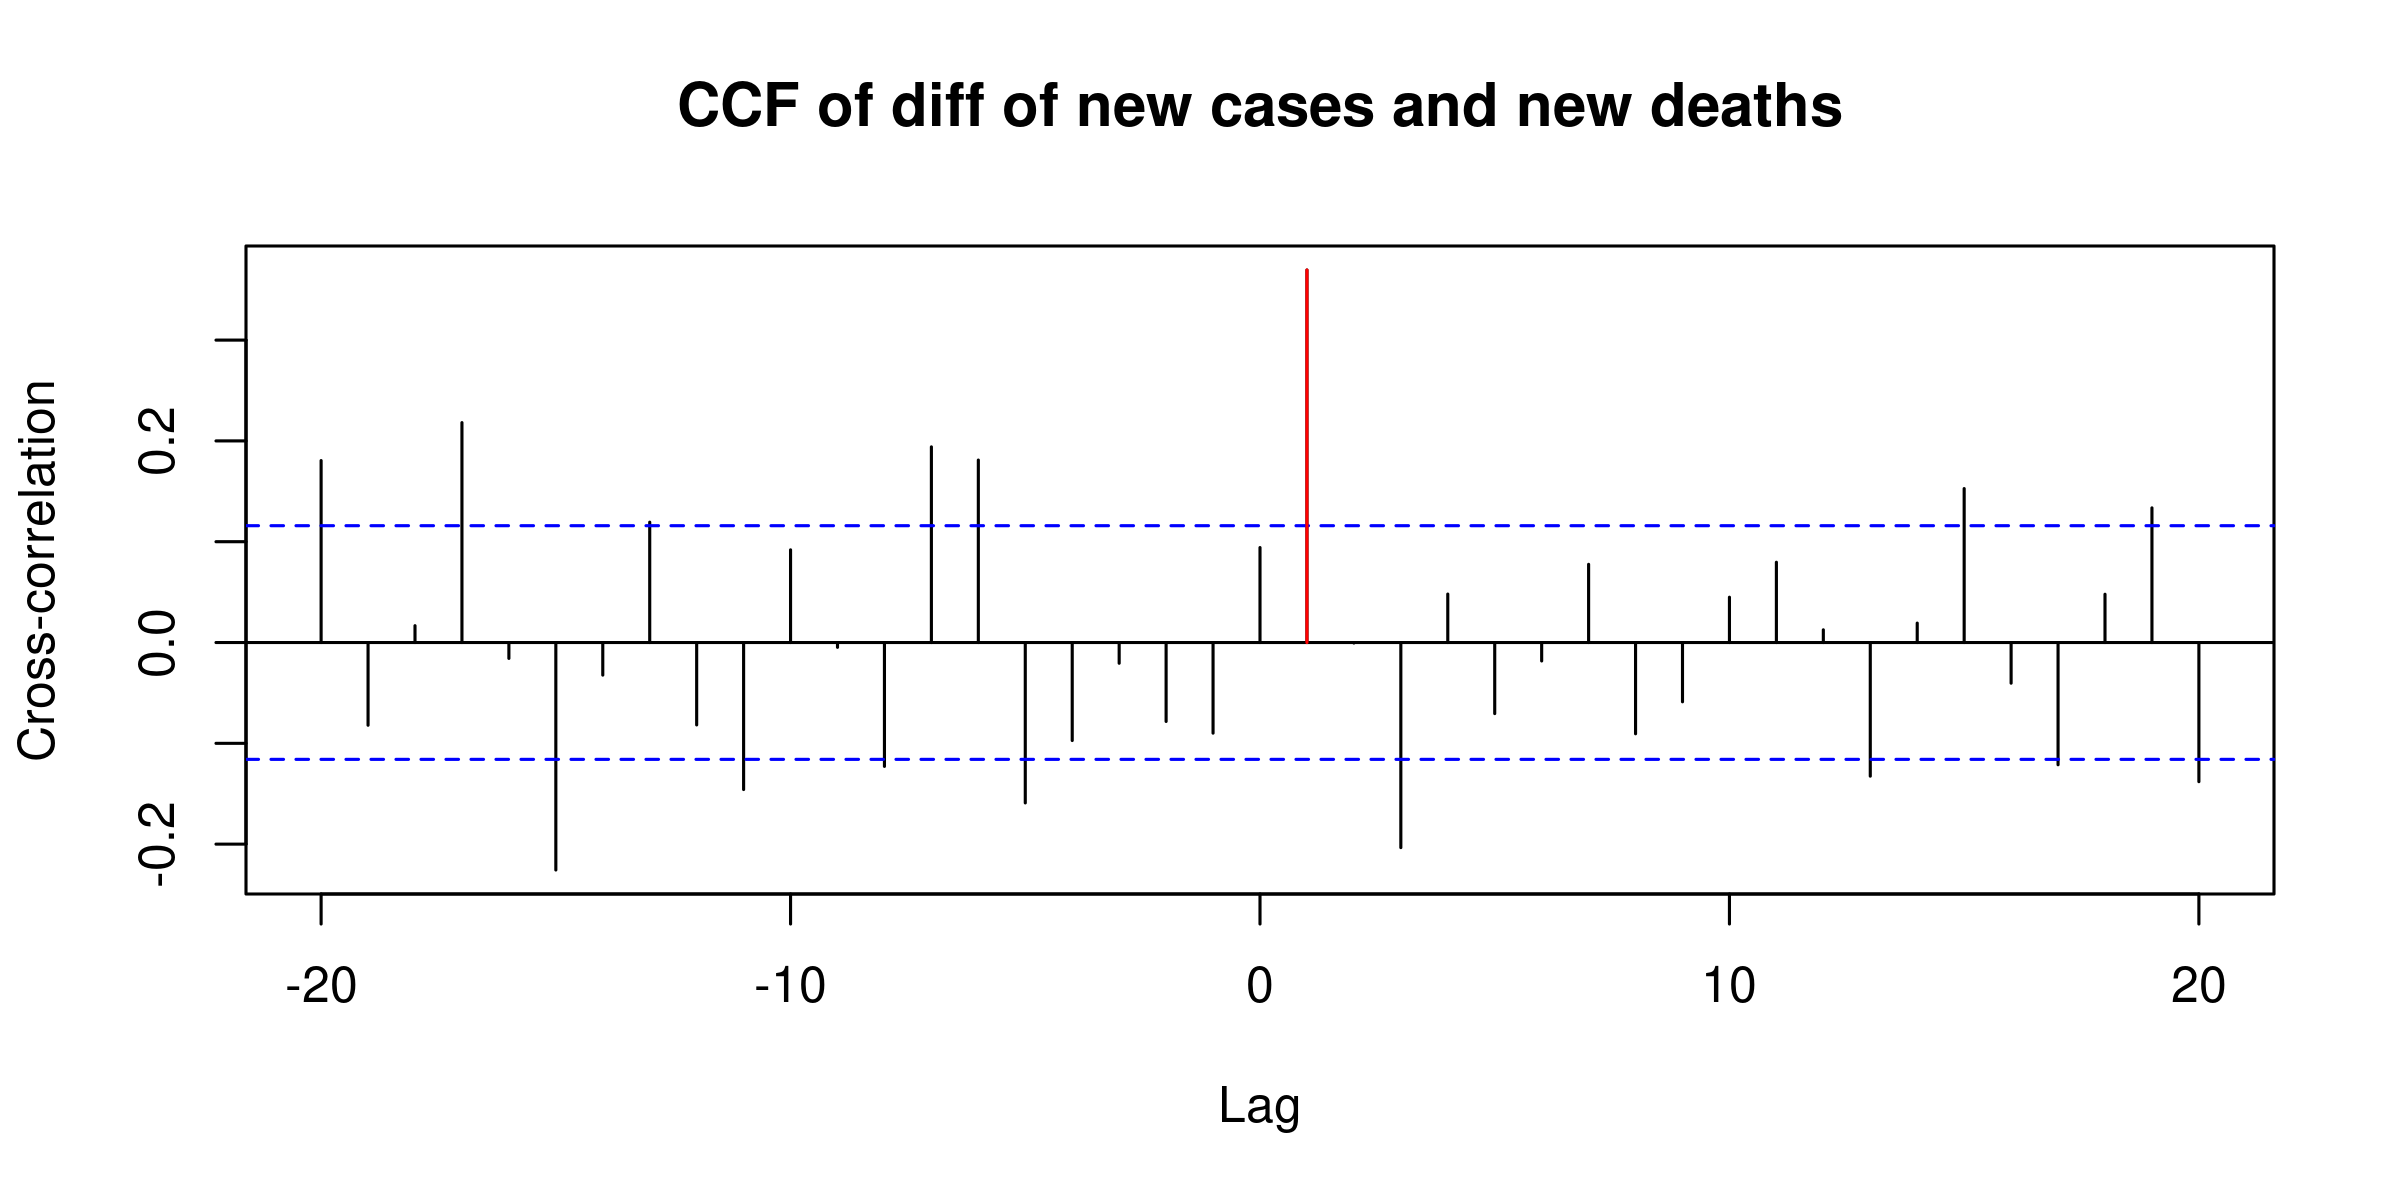 CCF of diff of new cases and new deaths
Cross-correlation
0.2
0.0
-0.2
-20 -10 0 10 20
Lag